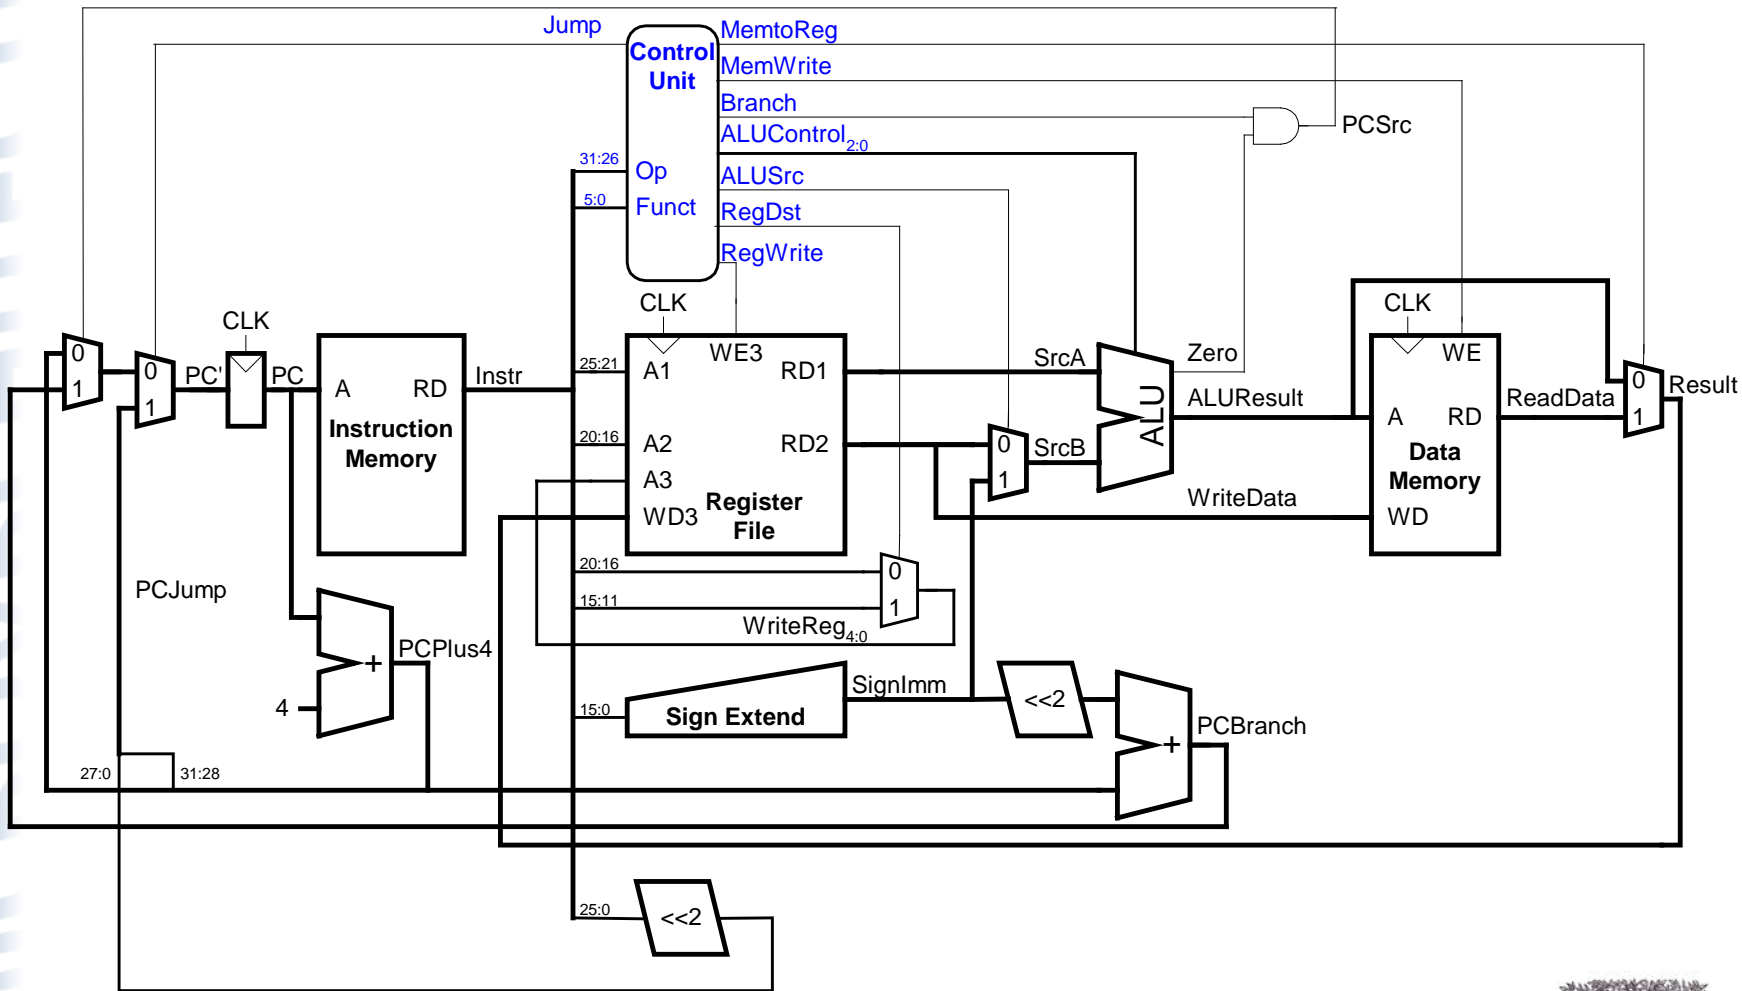 Jump
MemtoReg
Control
Unit
MemWrite
Branch
PCSrc
ALUControl2:0
31:26
Op
ALUSrc
5:0
Funct
RegDst
RegWrite
CLK
CLK
CLK
0
1
0
1
PC'
PC
A
RD
Instruction
Memory
Instr
25:21
A1
WE3
RD1
20:16
A2
RD2
A3
WD3
Register
File
SrcA
0
1
SrcB
ALU
Zero
ALUResult
WriteData
WE
A
RD
Data
Memory
WD
ReadData
0
1
Result
20:16
0
15:11
1
WriteReg4:0
PCJump
PCPlus4
+
4
15:0
Sign Extend
SignImm
<<2
+
PCBranch
27:0
31:28
25:0
<<2